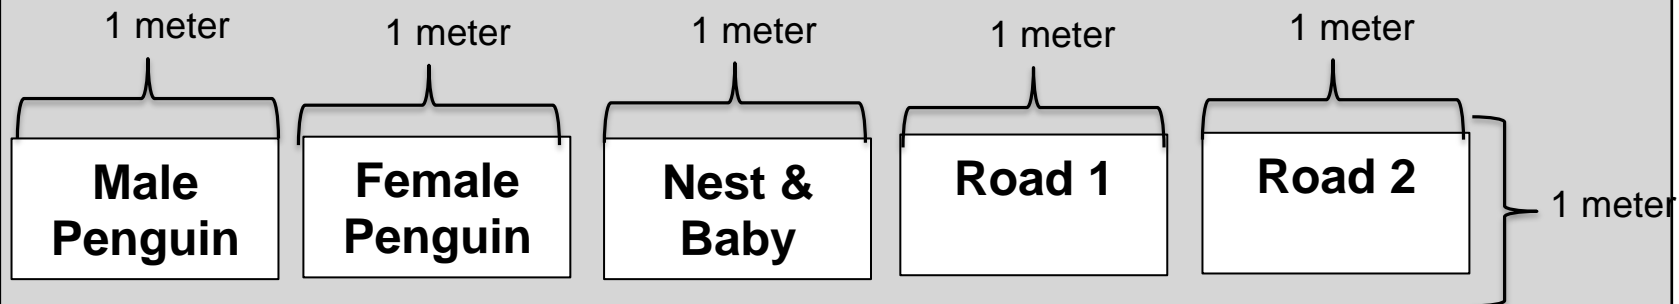 1 meter 1 meter 1 meter 1 meter 1 meter
Male Penguin
Female Penguin
Nest & Baby
Road 1
Road 2
1 meter